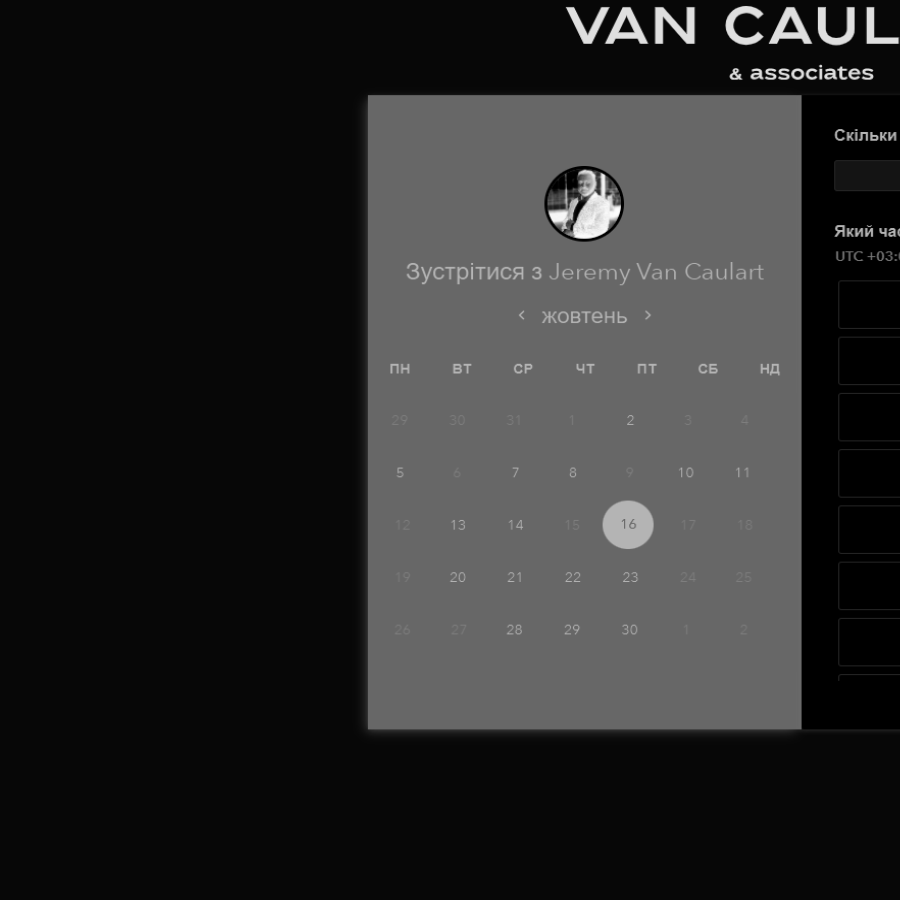 VAN CAUL
& associates
Зустрітися з Jeremy Van Caulart
жовтень
ПН ВТ СР ЧТ ПТ СБ НД
29 30 31 1 2 3 4
5 6 7 8 9 10 11
12 13 14 15 16 17 18
19 20 21 22 23 24 25
26 27 28 29 30 1 2
Скільки
Який час
UTC +03: